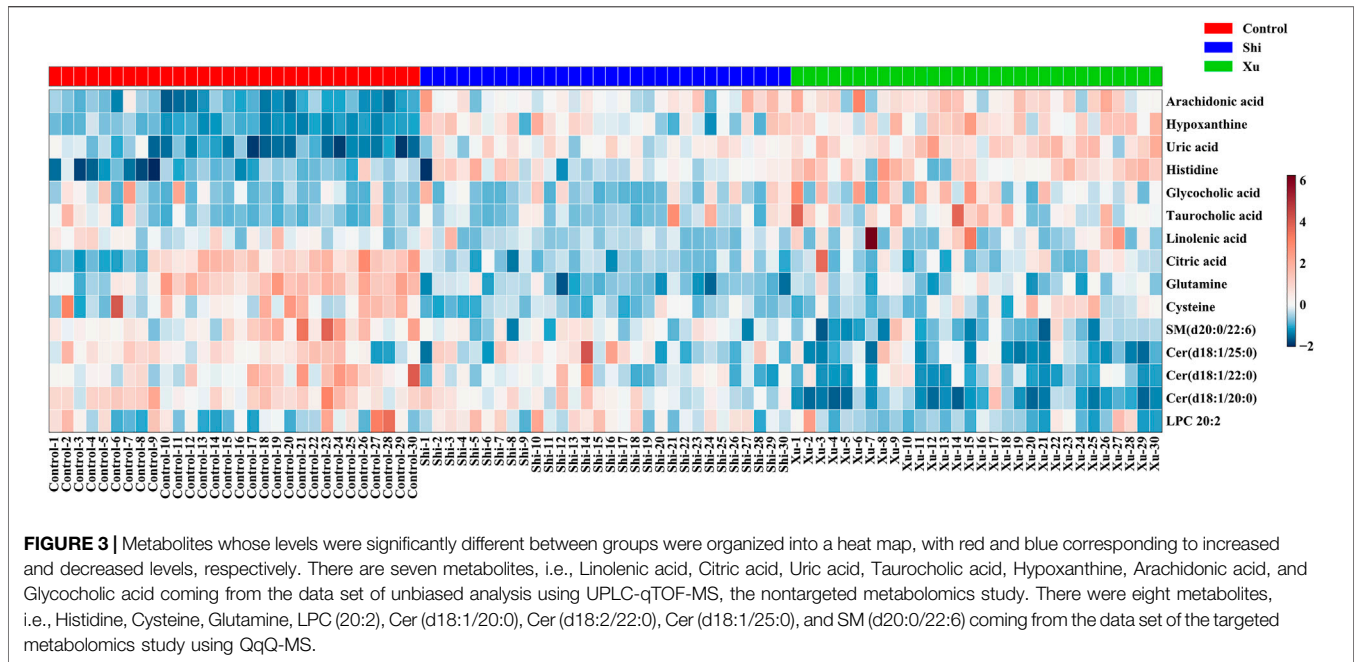 Control
Shi
Xu
Arachidonic acid
Hypoxanthine
Uric acid
Histidine
Glycocholic acid
Taurocholic acid
Linolenic acid
Citric acid
Glutamine
Cysteine
SM(d20:0/22:6)
Cer(d18:1/25:0)
Cer(d18:1/22:0)
Cer(d18:1/20:0)
LPC 20:2
6
4
2
0
−2
Control-1
Control-2
Control-3
Control-4
Control-5
Control-6
Control-7
Control-8
Control-9
Control-10
Control-11
Control-12
Control-13
Control-14
Control-15
Control-16
Control-17
Control-18
Control-19
Control-20
Control-21
Control-22
Control-23
Control-24
Control-25
Control-26
Control-27
Control-28
Control-29
Control-30
Shi-1
Shi-2
Shi-3
Shi-4
Shi-5
Shi-6
Shi-7
Shi-8
Shi-9
Shi-10
Shi-11
Shi-12
Shi-13
Shi-14
Shi-15
Shi-16
Shi-17
Shi-18
Shi-19
Shi-20
Shi-21
Shi-22
Shi-23
Shi-24
Shi-25
Shi-26
Shi-27
Shi-28
Shi-29
Shi-30
Xu-1
Xu-2
Xu-3
Xu-4
Xu-5
Xu-6
Xu-7
Xu-8
Xu-9
Xu-10
Xu-11
Xu-12
Xu-13
Xu-14
Xu-15
Xu-16
Xu-17
Xu-18
Xu-19
Xu-20
Xu-21
Xu-22
Xu-23
Xu-24
Xu-25
Xu-26
Xu-27
Xu-28
Xu-29
Xu-30
FIGURE 3 | Metabolites whose levels were significantly different between groups were organized into a heat map, with red and blue corresponding to increased
and decreased levels, respectively. There are seven metabolites, i.e., Linolenic acid, Citric acid, Uric acid, Taurocholic acid, Hypoxanthine, Arachidonic acid, and
Glycocholic acid coming from the data set of unbiased analysis using UPLC-qTOF-MS, the nontargeted metabolomics study. There were eight metabolites,
i.e., Histidine, Cysteine, Glutamine, LPC (20:2), Cer (d18:1/20:0), Cer (d18:2/22:0), Cer (d18:1/25:0), and SM (d20:0/22:6) coming from the data set of the targeted
metabolomics study using QqQ-MS.